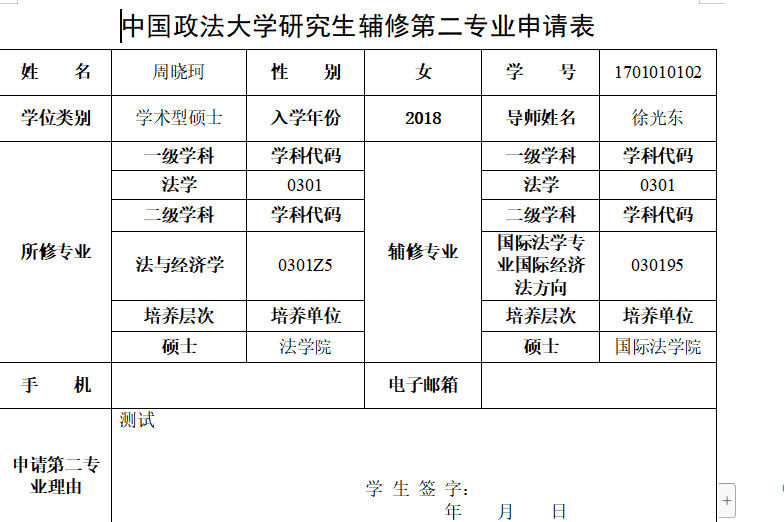 中国政法大学研究生辅修第二专业申请表
姓 名 周晓珂 性 别 女 学 号 1701010102
学位类别 学术型硕士 入学年份 2018 导师姓名 徐光东
所修专业 辅修专业
一级学科 学科代码 一级学科 学科代码
法学 0301 法学 0301
二级学科 学科代码 二级学科 学科代码
法与经济学 0301Z5 国际法学专
业国际经济
法方向 030195
培养层次 培养单位 培养层次 培养单位
硕士 法学院 硕士 国际法学院
手 机 电子邮箱
申请第二专
业理由
测试
学 生 签 字:
年 月 日